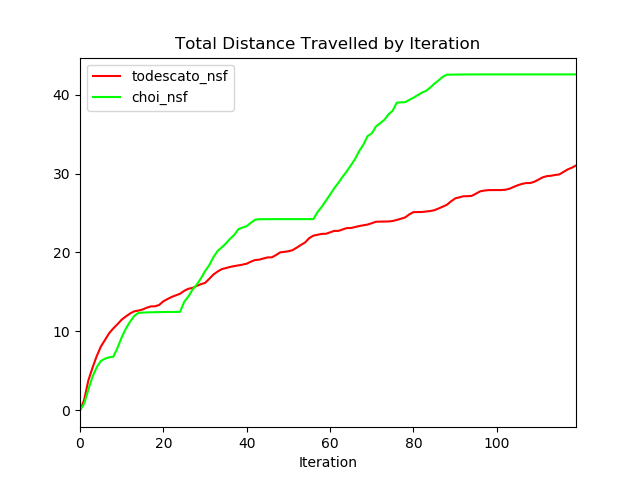 Total Distance Travelled by Iteration
todescato_nsf
choi_nsf
40
30
20
10
0
0 20 40 60 80 100
Iteration